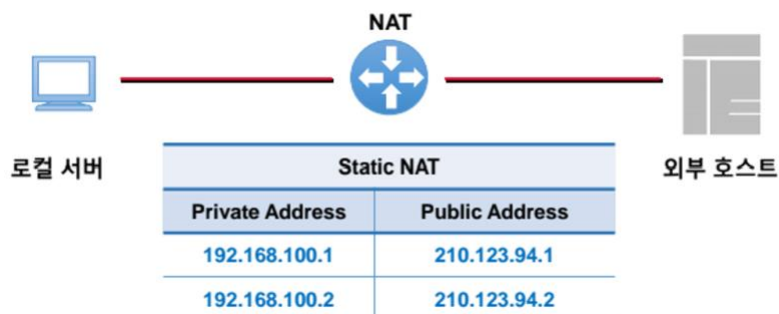 NAT
로컬 서버
외부 호스트
Static NAT
Private Address Public Address
192.168.100.1 210.123.94.1
192.168.100.2 210.123.94.2